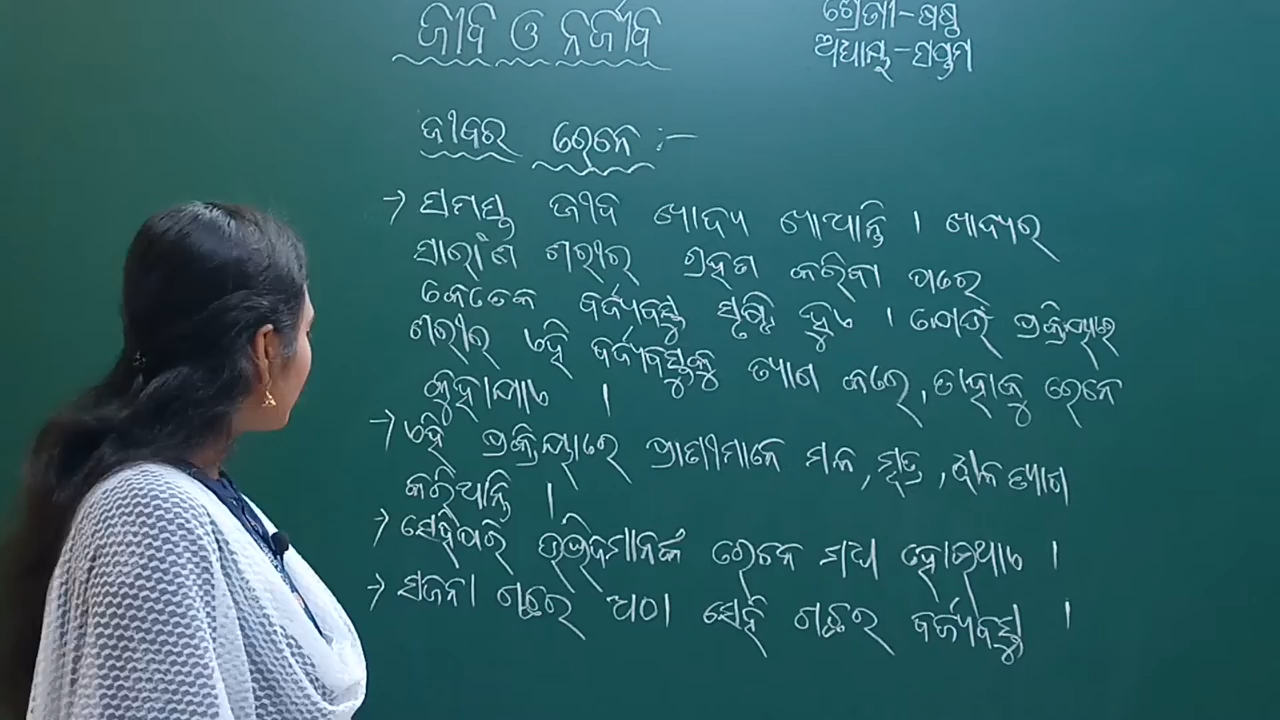 ଜୀବ ଓ ନିର୍ଜୀବ
ଶ୍ରେଣୀ-ଷଷ୍ଠ
ଅଧ୍ୟାୟ-ସପ୍ତମ
ଜୀବର ରେଚନ :-
→ ସମସ୍ତ ଜୀବ ଖାଦ୍ୟ ଖାଆନ୍ତି । ଖାଦ୍ୟର
ସାରାଂଶ ଶରୀର ଗ୍ରହଣ କରିବା ପରେ
କେତେକ ବର୍ଜ୍ୟବସ୍ତୁ ସୃଷ୍ଟି ହୁଏ । ଯେଉଁ ପ୍ରକ୍ରିୟାରେ
ଶରୀର ଏହି ବର୍ଜ୍ୟବସ୍ତୁକୁ ତ୍ୟାଗ କରେ, ତାହାକୁ ରେଚନ
କୁହାଯାଏ ।
→ ଏହି ପ୍ରକ୍ରିୟାରେ ପ୍ରାଣୀମାନେ ମଳ, ମୂତ୍ର, ଝାଳ ତ୍ୟାଗ
କରିଥାନ୍ତି ।
→ ସେହିପରି ଉଦ୍ଭିଦମାନଙ୍କ ରେଚନ ମଧ୍ୟ ହୋଇଥାଏ ।
→ ସଜନା ଗଛରେ ଅଠା ସେହି ଗଛର ବର୍ଜ୍ୟବସ୍ତୁ ।